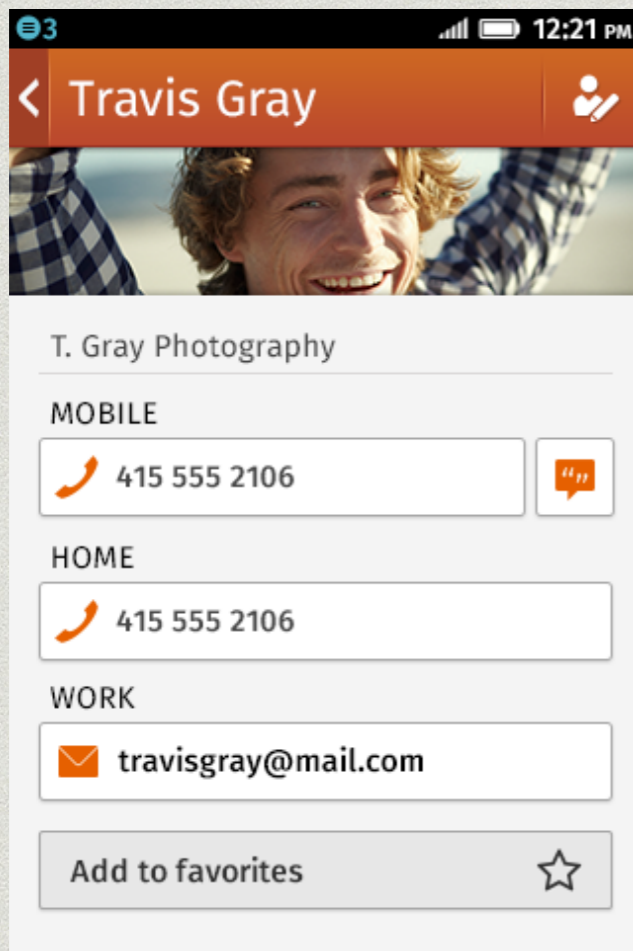 3 12:21 PM
Travis Gray
T. Gray Photography
MOBILE
415 555 2106
HOME
415 555 2106
WORK
travisgray@mail.com
Add to favorites